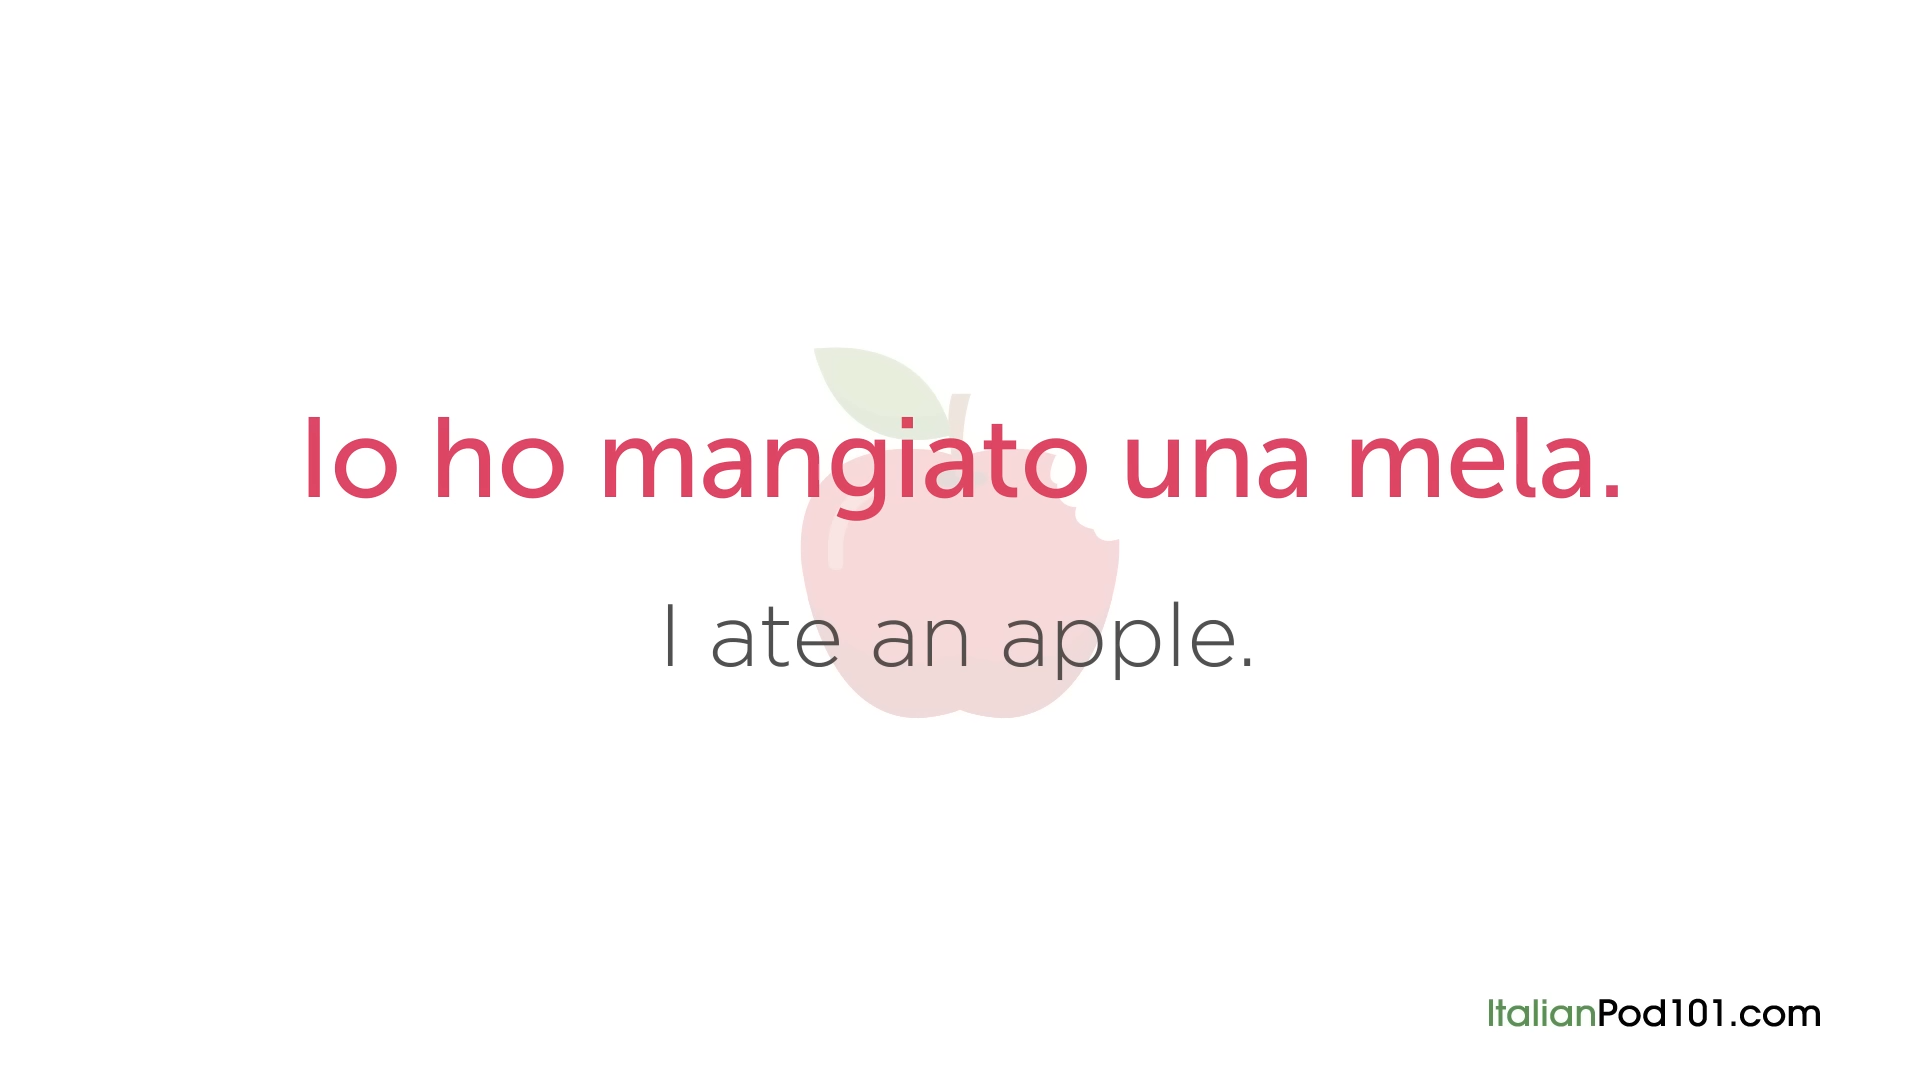 Io ho mangiato una mela.
I ate an apple.
ItalianPod101.com